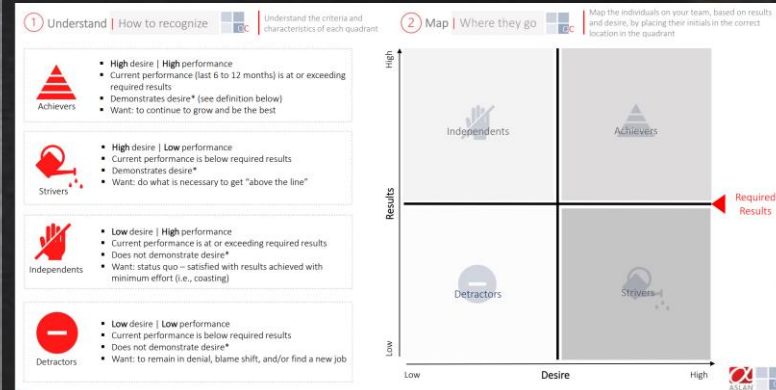 1 Understand | How to recognize
Understand the criteria and
characteristics of each quadrant
High desire | High performance
Current performance (last 6 to 12 months) is at or exceeding
required results
Demonstrates desire* (see definition below)
Want: to continue to grow and be the best
Achievers
High desire | Low performance
Current performance is below required results
Demonstrates desire*
Want: do what is necessary to get "above the line"
Strivers
Low desire | High performance
Current performance is at or exceeding required results
Does not demonstrate desire*
Want: status quo – satisfied with results achieved with
minimum effort (i.e., coasting)
Independents
Low desire | Low performance
Current performance is below required results
Does not demonstrate desire*
Want: to remain in denial, blame shift, and/or find a new job
Detractors
2 Map | Where they go
Map the individuals on your team, based on results
and desire, by placing their initials in the correct
location in the quadrant
High
Independents
Achievers
Results
Required
Results
Detractors
Strivers
Low
Low
Desire
High
ASLAN